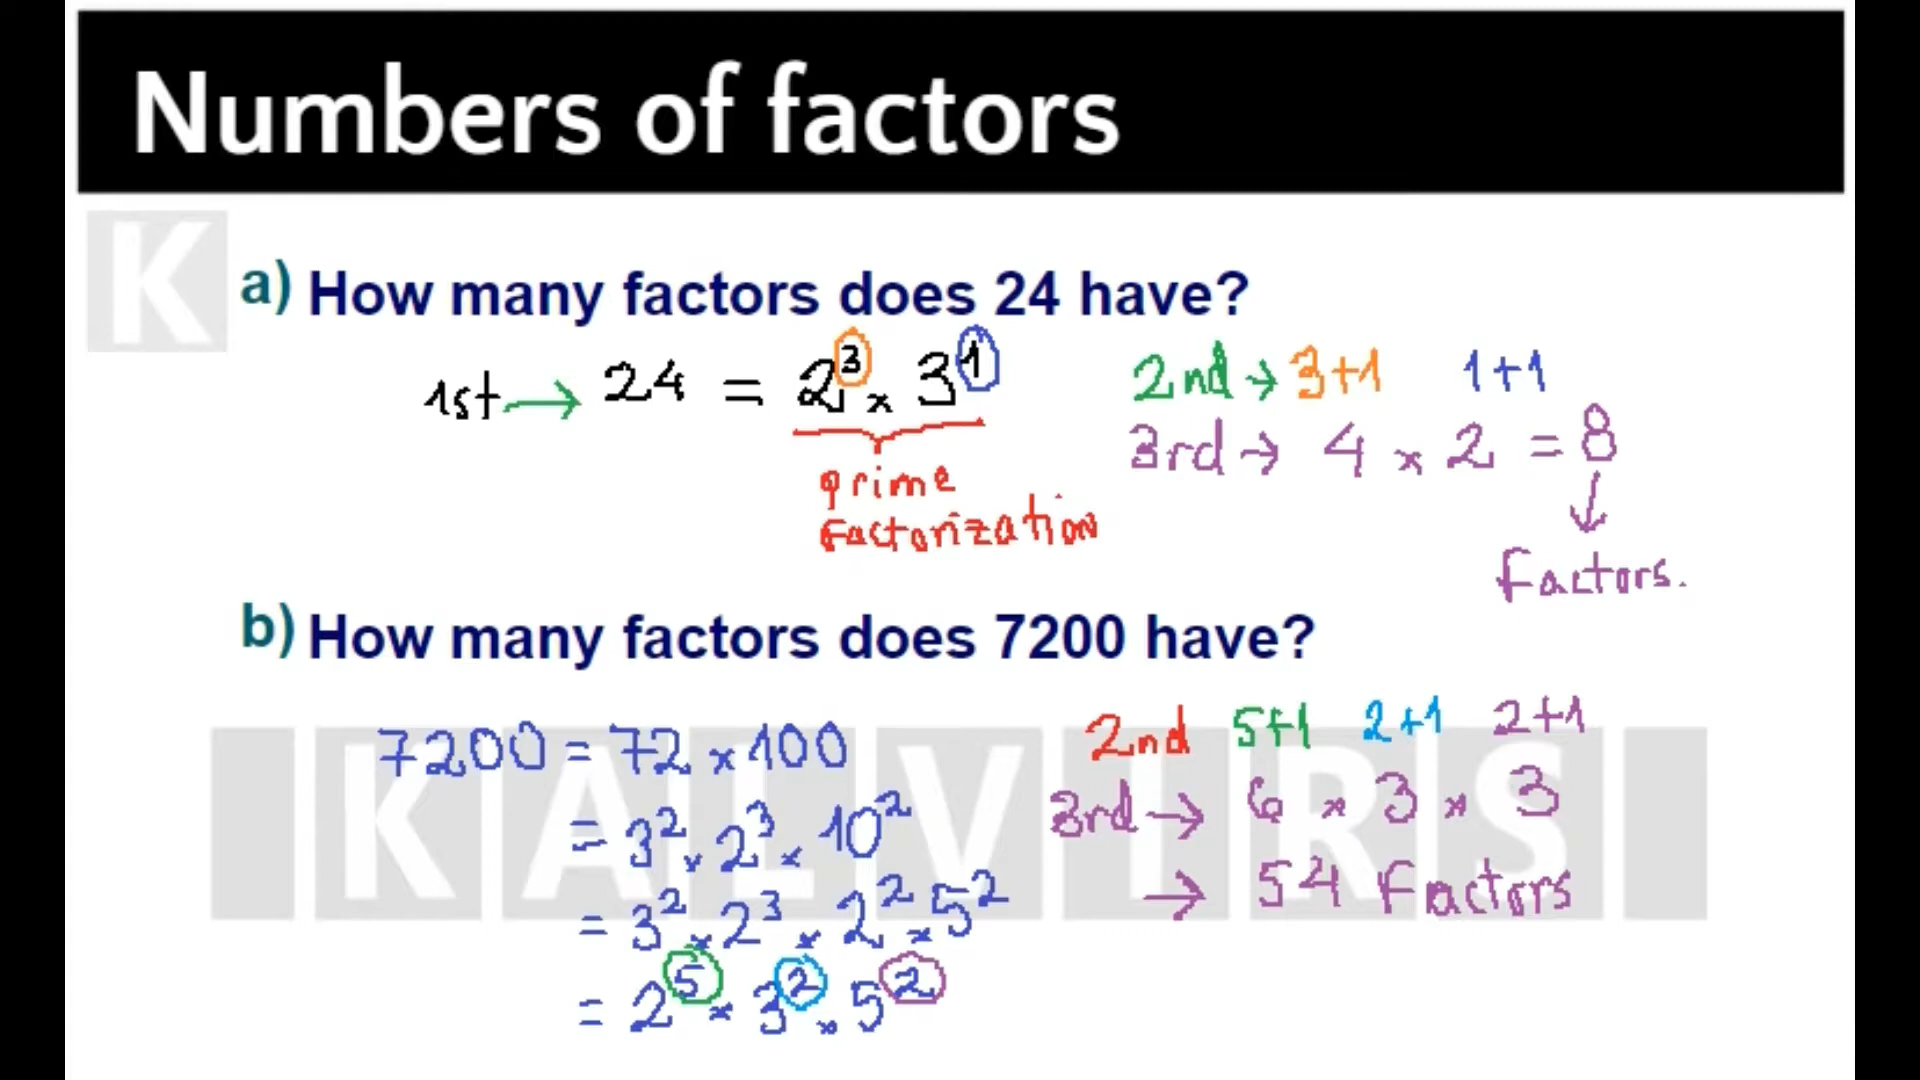 Numbers of factors
K
a) How many factors does 24 have?
1st → 24 = 2³ × 3¹
prime
factorization
2nd → 3+1 1+1
3rd → 4 × 2 = 8
↓
factors.
b) How many factors does 7200 have?
7200 = 72 × 100
= 3² × 2³ × 10²
= 3² × 2³ × 2² × 5²
= 2⁵ × 3² × 5²
2nd 5+1 2+1 2+1
3rd → 6 × 3 × 3
→ 54 Factors
KALVIRS